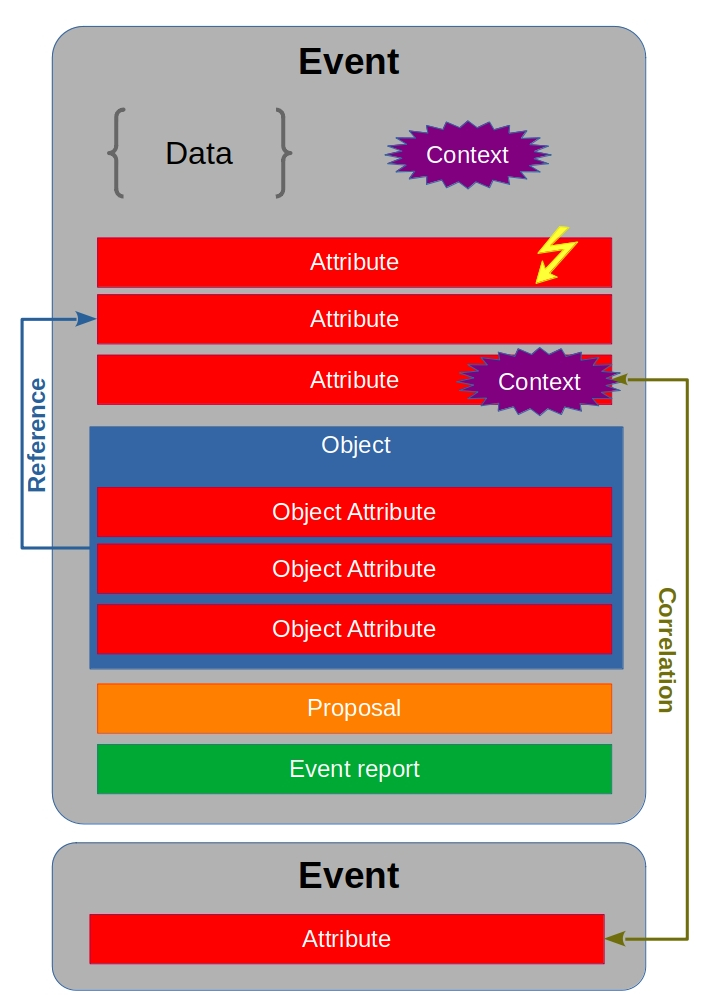 Event
{ Data }
Context
Attribute
Attribute
Attribute
Context
Reference
Object
Object Attribute
Object Attribute
Object Attribute
Correlation
Proposal
Event report
Event
Attribute